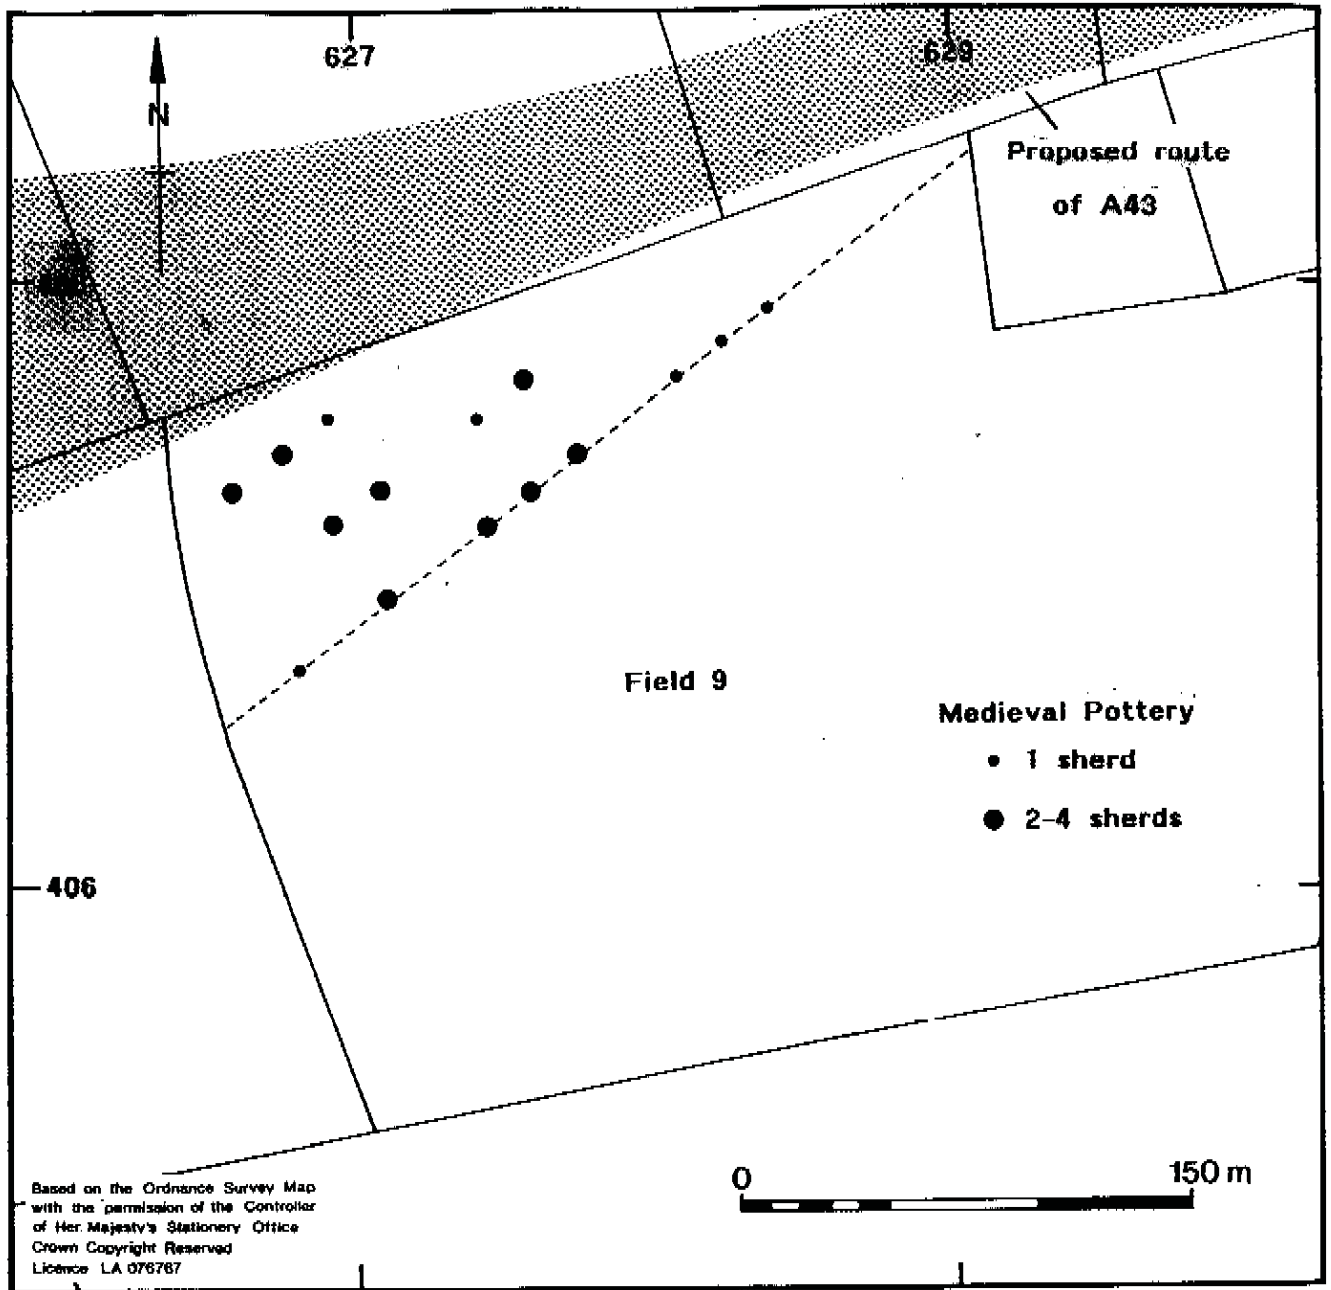 627
629
N
Proposed route
of A43
Field 9
Medieval Pottery
1 sherd
2-4 sherds
406
0
150 m
Based on the Ordnance Survey Map
with the permission of the Controller
of Her Majesty's Stationery Office
Crown Copyright Reserved
Licence LA 076767